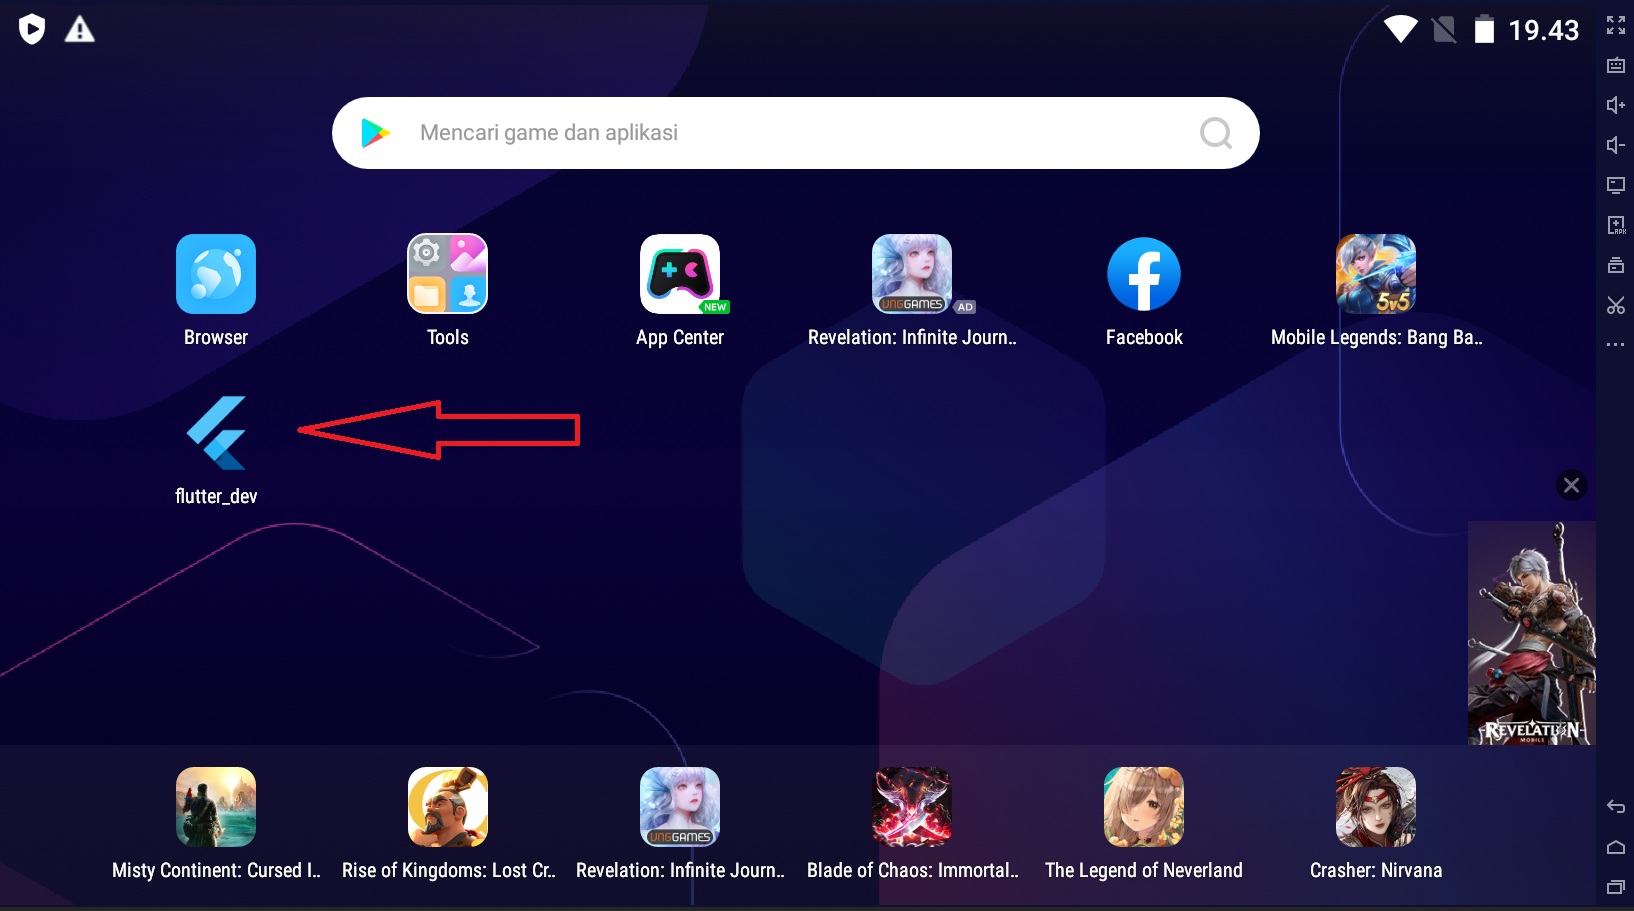 19.43
Mencari game dan aplikasi
NEW
VNGGAMES
AD
5v5
Browser
Tools
App Center
Revelation: Infinite Journ..
Facebook
Mobile Legends: Bang Ba..
flutter_dev
REVELATION
MOBILE
VNGGAMES
Misty Continent: Cursed I..
Rise of Kingdoms: Lost Cr..
Revelation: Infinite Journ..
Blade of Chaos: Immortal..
The Legend of Neverland
Crasher: Nirvana